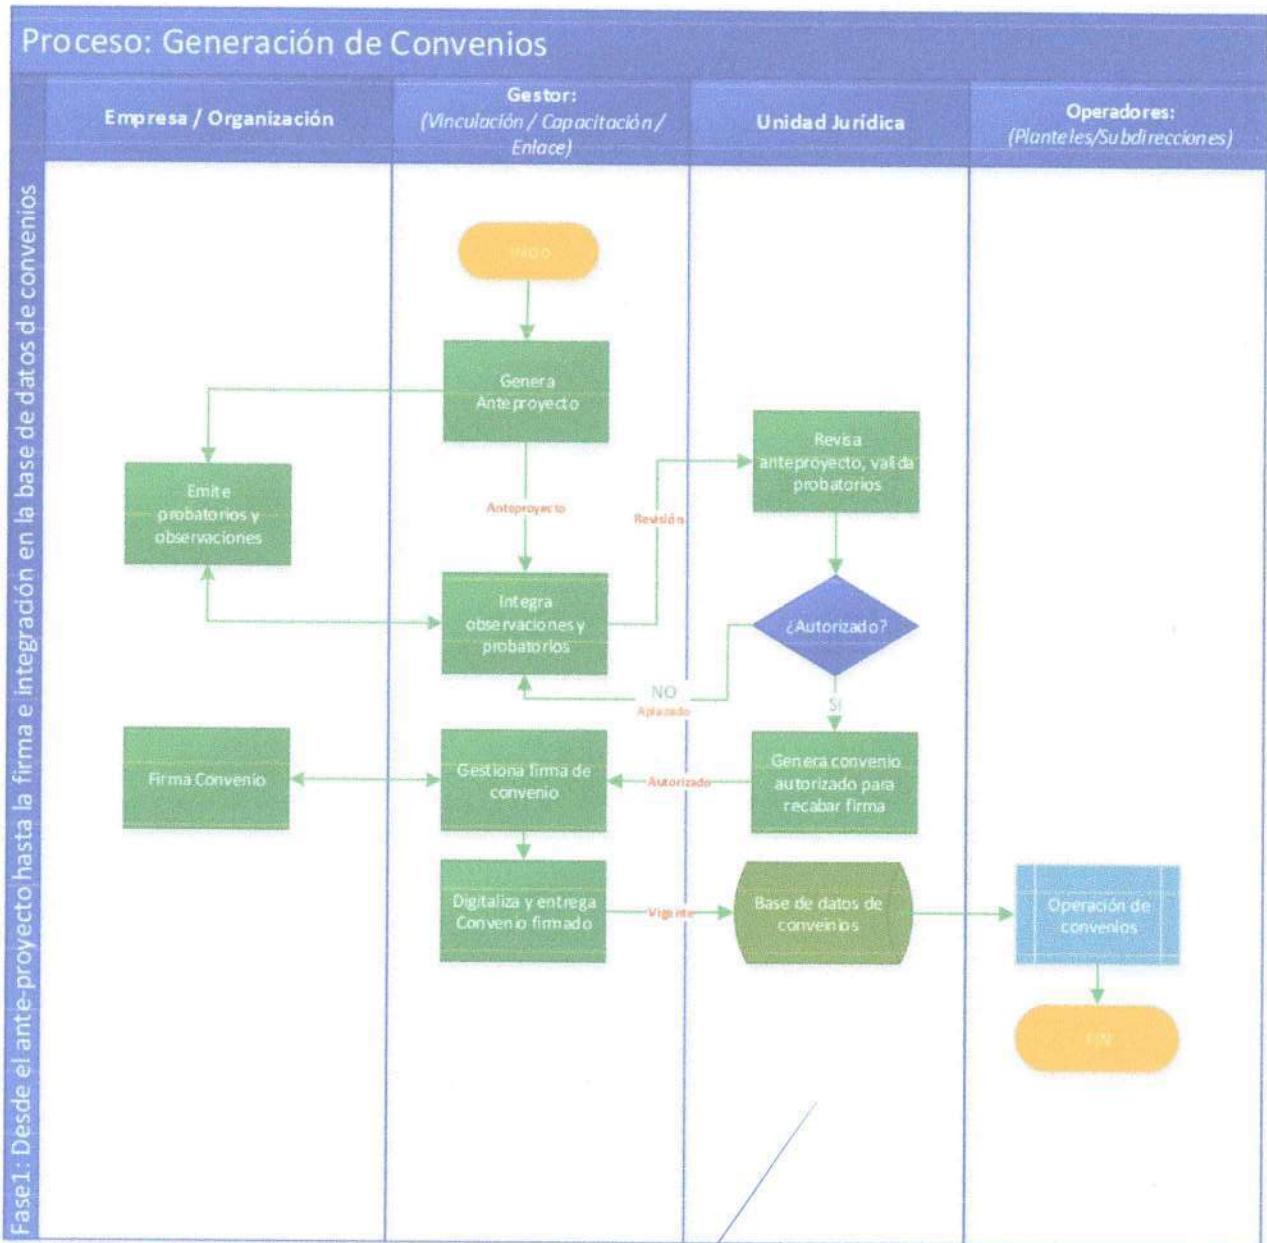 Proceso: Generación de Convenios
Fase1: Desde el ante-proyecto hasta la firma e integración en la base de datos de convenios
Empresa / Organización
Gestor:
(Vinculación / Capacitación /
Enlace)
Unidad Jurídica
Operadores:
(Planteles/Subdirecciones)
INICIO
Genera
Anteproyecto
Revisa
anteproyecto, valida
probatorios
Emite
probatorios y
observaciones
Anteproyecto
Revisión
Integra
observaciones y
probatorios
¿Autorizado?
NO
Aplazado
SI
Firma Convenio
Gestiona firma de
convenio
Autorizado
Genera convenio
autorizado para
recabar firma
Digitaliza y entrega
Convenio firmado
Vigente
Base de datos de
conveinios
Operación de
convenios
FIN